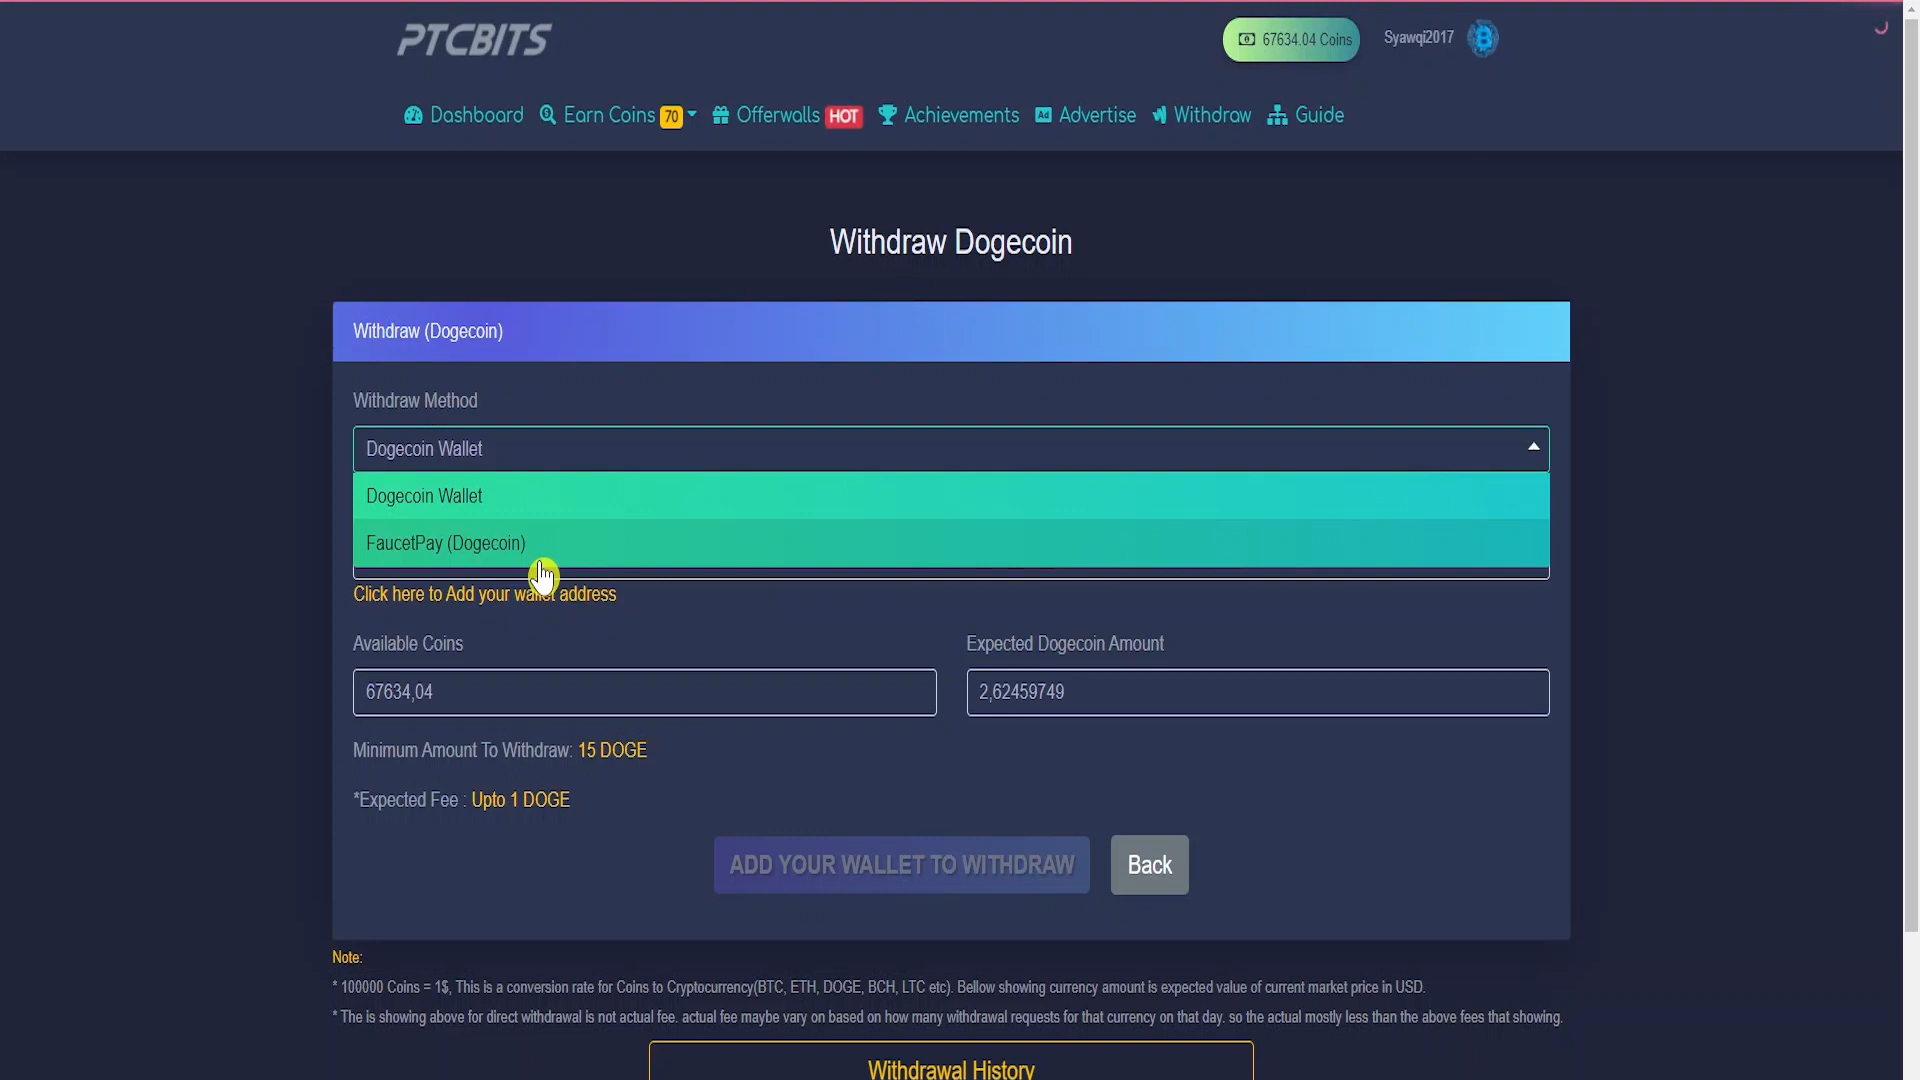 PTCBITS
67634.04 Coins
Syawqi2017
Dashboard Earn Coins 70 Offerwalls HOT Achievements Ad Advertise Withdraw Guide
Withdraw Dogecoin
Withdraw (Dogecoin)
Withdraw Method
Dogecoin Wallet
Dogecoin Wallet
FaucetPay (Dogecoin)
Click here to Add your wallet address
Available Coins
Expected Dogecoin Amount
67634,04
2,62459749
Minimum Amount To Withdraw: 15 DOGE
*Expected Fee : Upto 1 DOGE
ADD YOUR WALLET TO WITHDRAW
Back
Note:
* 100000 Coins = 1$, This is a conversion rate for Coins to Cryptocurrency(BTC, ETH, DOGE, BCH, LTC etc). Bellow showing currency amount is expected value of current market price in USD.
* The is showing above for direct withdrawal is not actual fee. actual fee maybe vary on based on how many withdrawal requests for that currency on that day. so the actual mostly less than the above fees that showing.
Withdrawal History